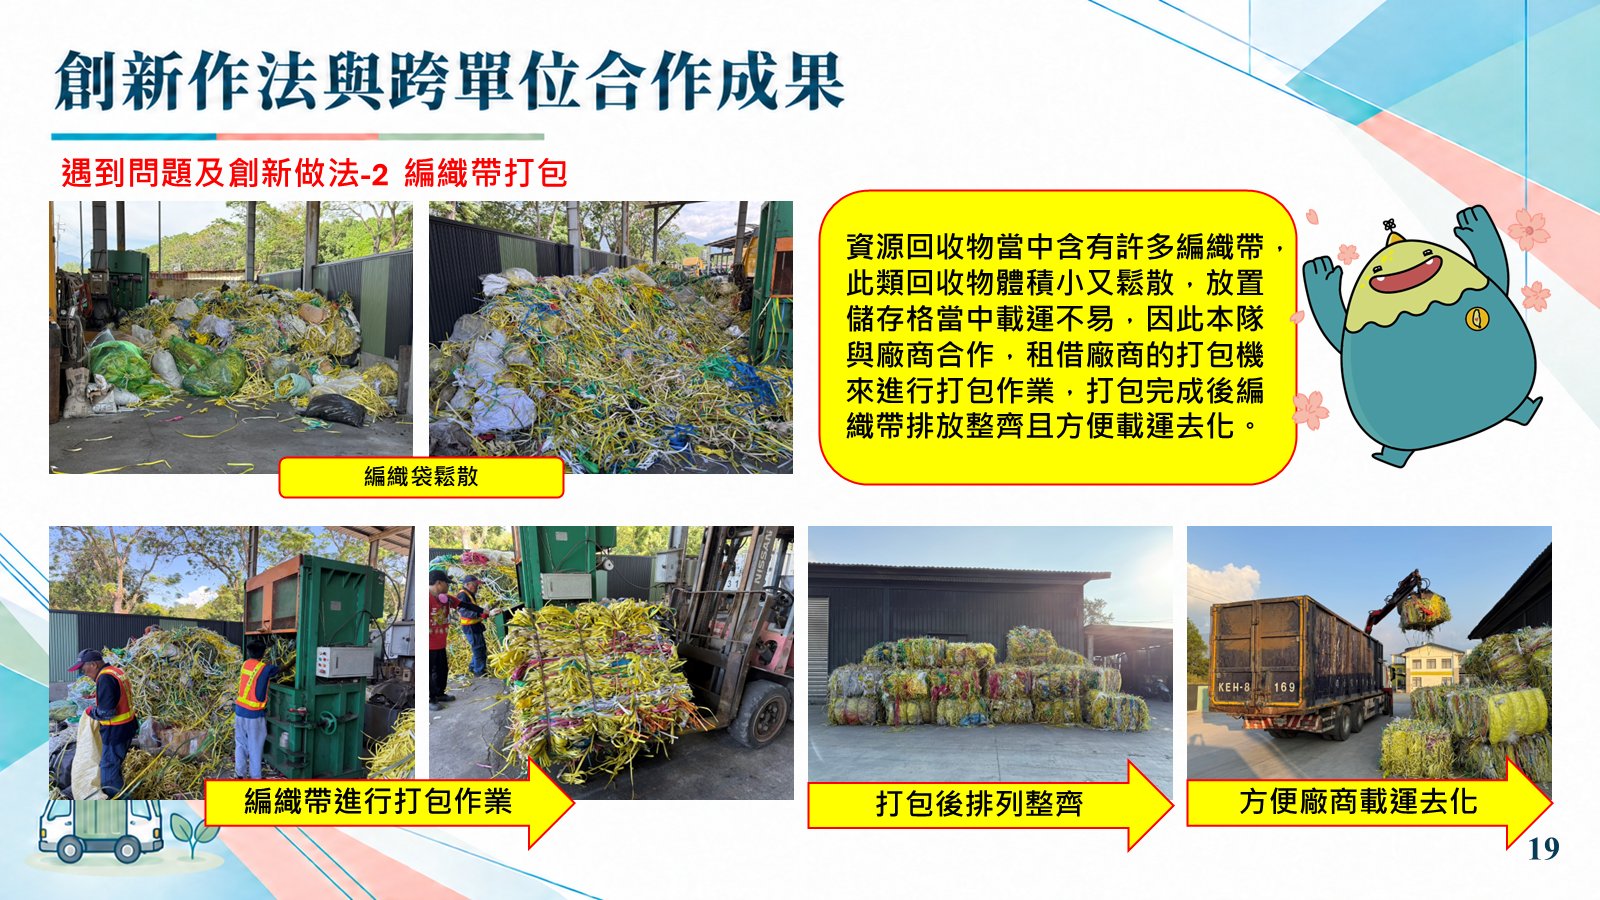 創新作法與跨單位合作成果
遇到問題及創新做法-2 編織帶打包
資源回收物當中含有許多編織帶，
此類回收物體積小又鬆散，放置
儲存格當中載運不易，因此本隊
與廠商合作，租借廠商的打包機
來進行打包作業，打包完成後編
織帶排放整齊且方便載運去化。
編織袋鬆散
NISSAN
KEH-8 169
編織帶進行打包作業
打包後排列整齊
方便廠商載運去化
19